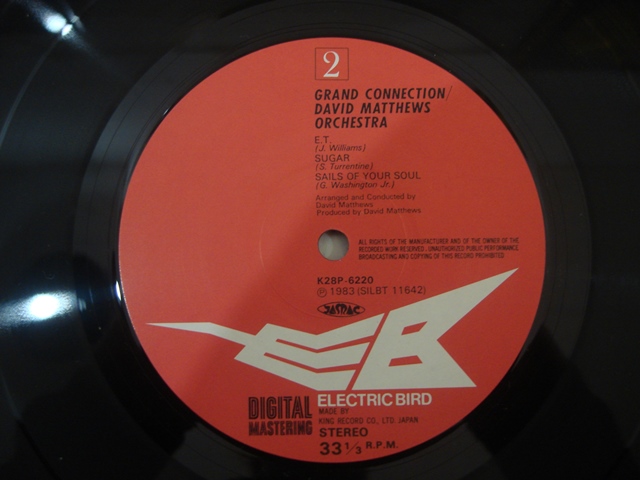 2
GRAND CONNECTION/
DAVID MATTHEWS
ORCHESTRA
E.T.
(J. Williams)
SUGAR
(S. Turrentine)
SAILS OF YOUR SOUL
(G. Washington Jr.)
Arranged and Conducted by
David Matthews
Produced by David Matthews
ALL RIGHTS OF THE MANUFACTURER AND OF THE OWNER OF THE
RECORDED WORK RESERVED. UNAUTHORIZED PUBLIC PERFORMANCE
BROADCASTING AND COPYING OF THIS RECORD PROHIBITED.
K28P-6220
℗ 1983 (SILBT 11642)
JASRAC
EB
ELECTRIC BIRD
DIGITAL
MASTERING
MADE BY
KING RECORD CO., LTD. JAPAN
STEREO
33 1/3 R.P.M.